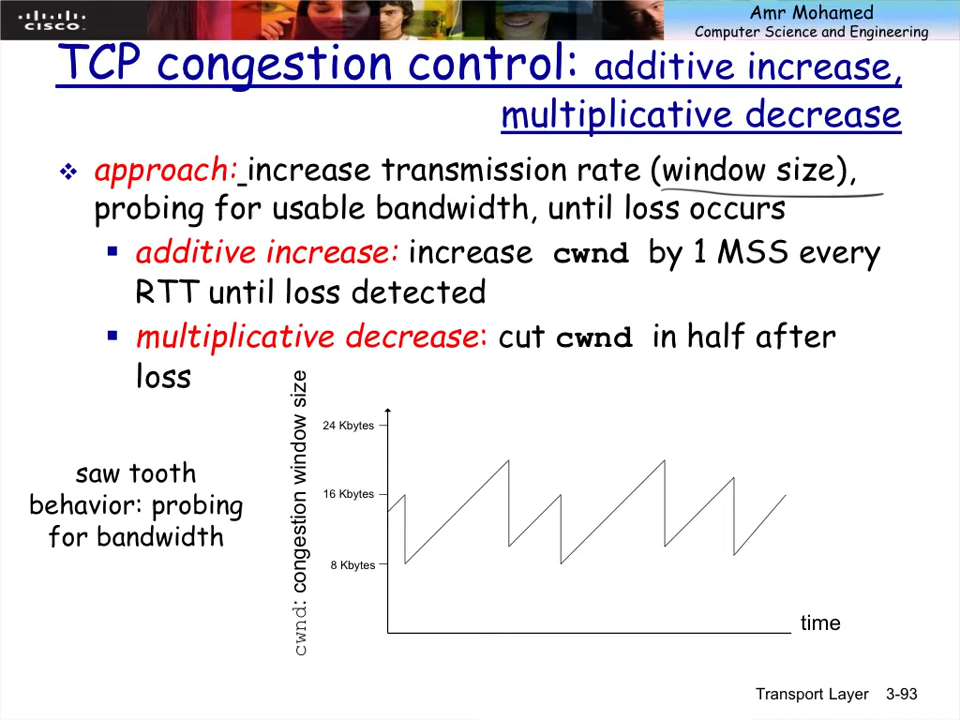 CISCO
Amr Mohamed
Computer Science and Engineering
TCP congestion control: additive increase,
multiplicative decrease
approach: increase transmission rate (window size),
probing for usable bandwidth, until loss occurs
additive increase: increase cwnd by 1 MSS every
RTT until loss detected
multiplicative decrease: cut cwnd in half after
loss
saw tooth
behavior: probing
for bandwidth
cwnd: congestion window size
24 Kbytes
16 Kbytes
8 Kbytes
time
Transport Layer 3-93